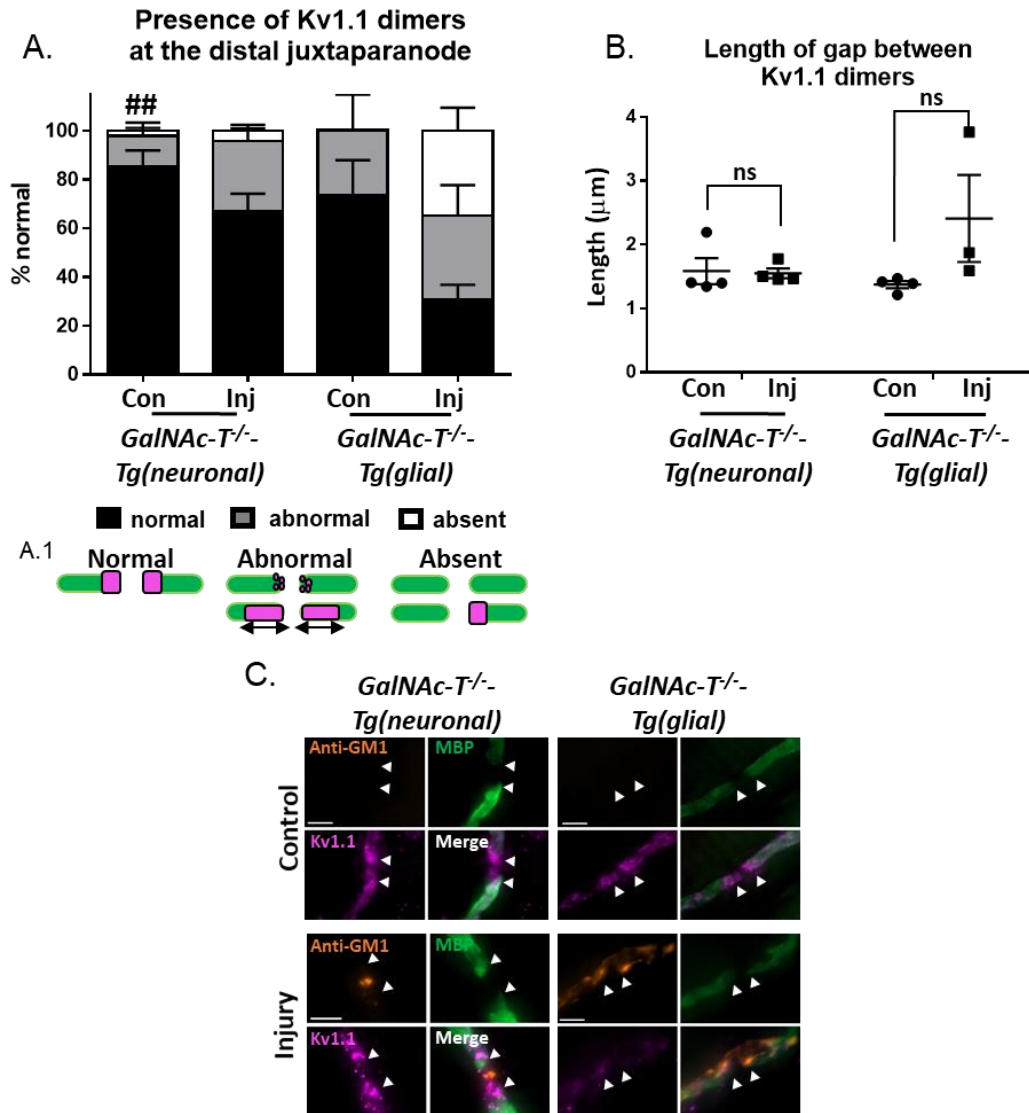 A.
Presence of Kv1.1 dimers
at the distal juxtaparanode
% normal
100
80
60
40
20
0
##
Con Inj Con Inj
GalNAc-T-/-- GalNAc-T-/--
Tg(neuronal) Tg(glial)
normal abnormal absent
B.
Length of gap between
Kv1.1 dimers
Length (μm)
4
3
2
1
0
ns ns
Con Inj Con Inj
GalNAc-T-/-- GalNAc-T-/--
Tg(neuronal) Tg(glial)
A.1
Normal Abnormal Absent
C.
GalNAc-T-/-- GalNAc-T-/--
Tg(neuronal) Tg(glial)
Control
Anti-GM1 MBP
Kv1.1 Merge
Injury
Anti-GM1 MBP
Kv1.1 Merge